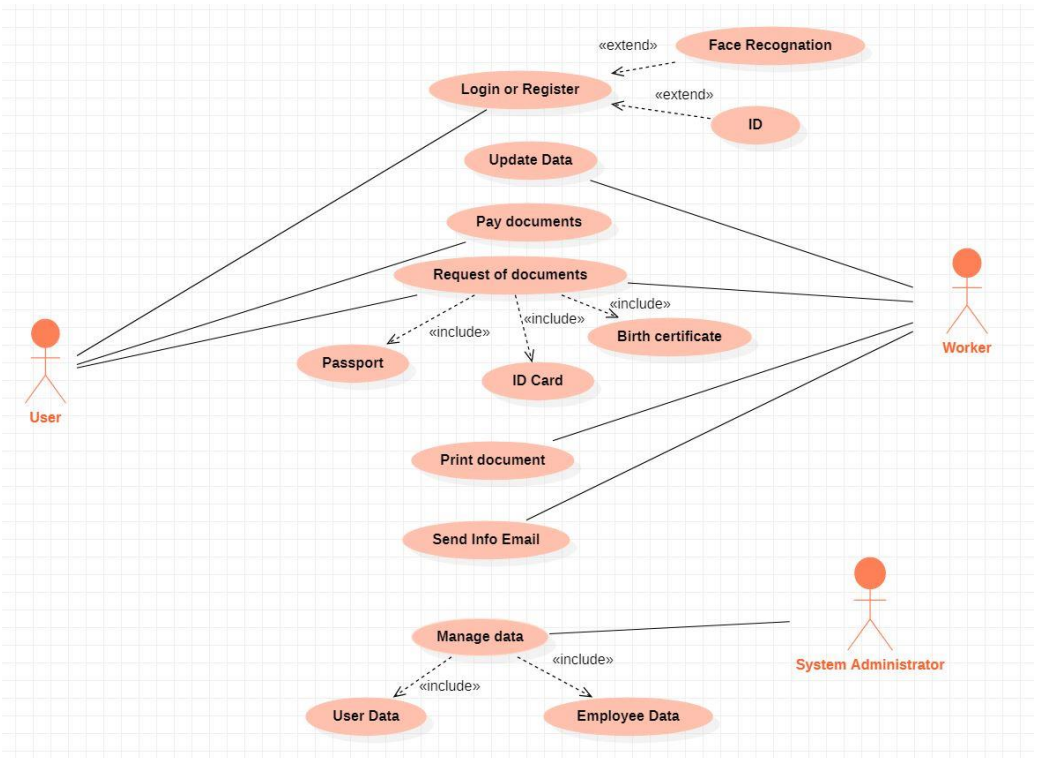 «extend»
Face Recognation
Login or Register
«extend»
ID
Update Data
Pay documents
Request of documents
«include»
«include»
«include»
Birth certificate
Passport
ID Card
User
Worker
Print document
Send Info Email
Manage data
«include»
System Administrator
«include»
User Data
Employee Data